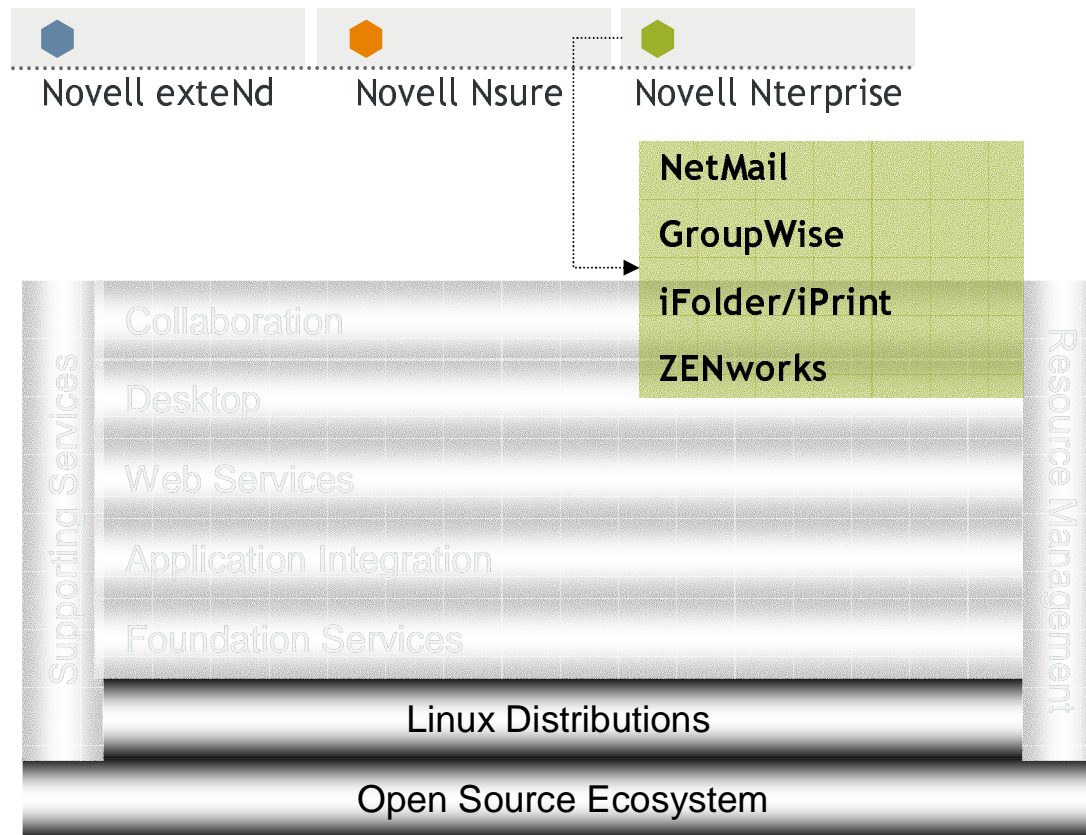 Novell exteNd
Novell Nsure
Novell Nterprise
NetMail
GroupWise
iFolder/iPrint
ZENworks
Collaboration
Desktop
Web Services
Application Integration
Foundation Services
Supporting Services
Resource Management
Linux Distributions
Open Source Ecosystem